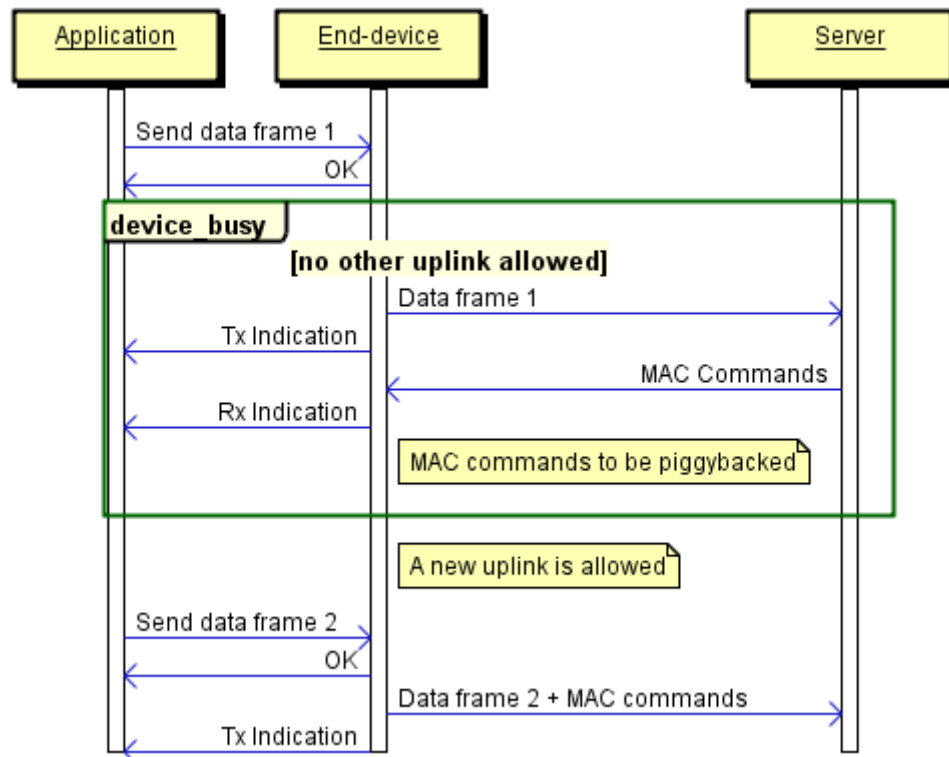 Application
End-device
Server
Send data frame 1
OK
device_busy
[no other uplink allowed]
Data frame 1
Tx Indication
MAC Commands
Rx Indication
MAC commands to be piggybacked
A new uplink is allowed
Send data frame 2
OK
Data frame 2 + MAC commands
Tx Indication